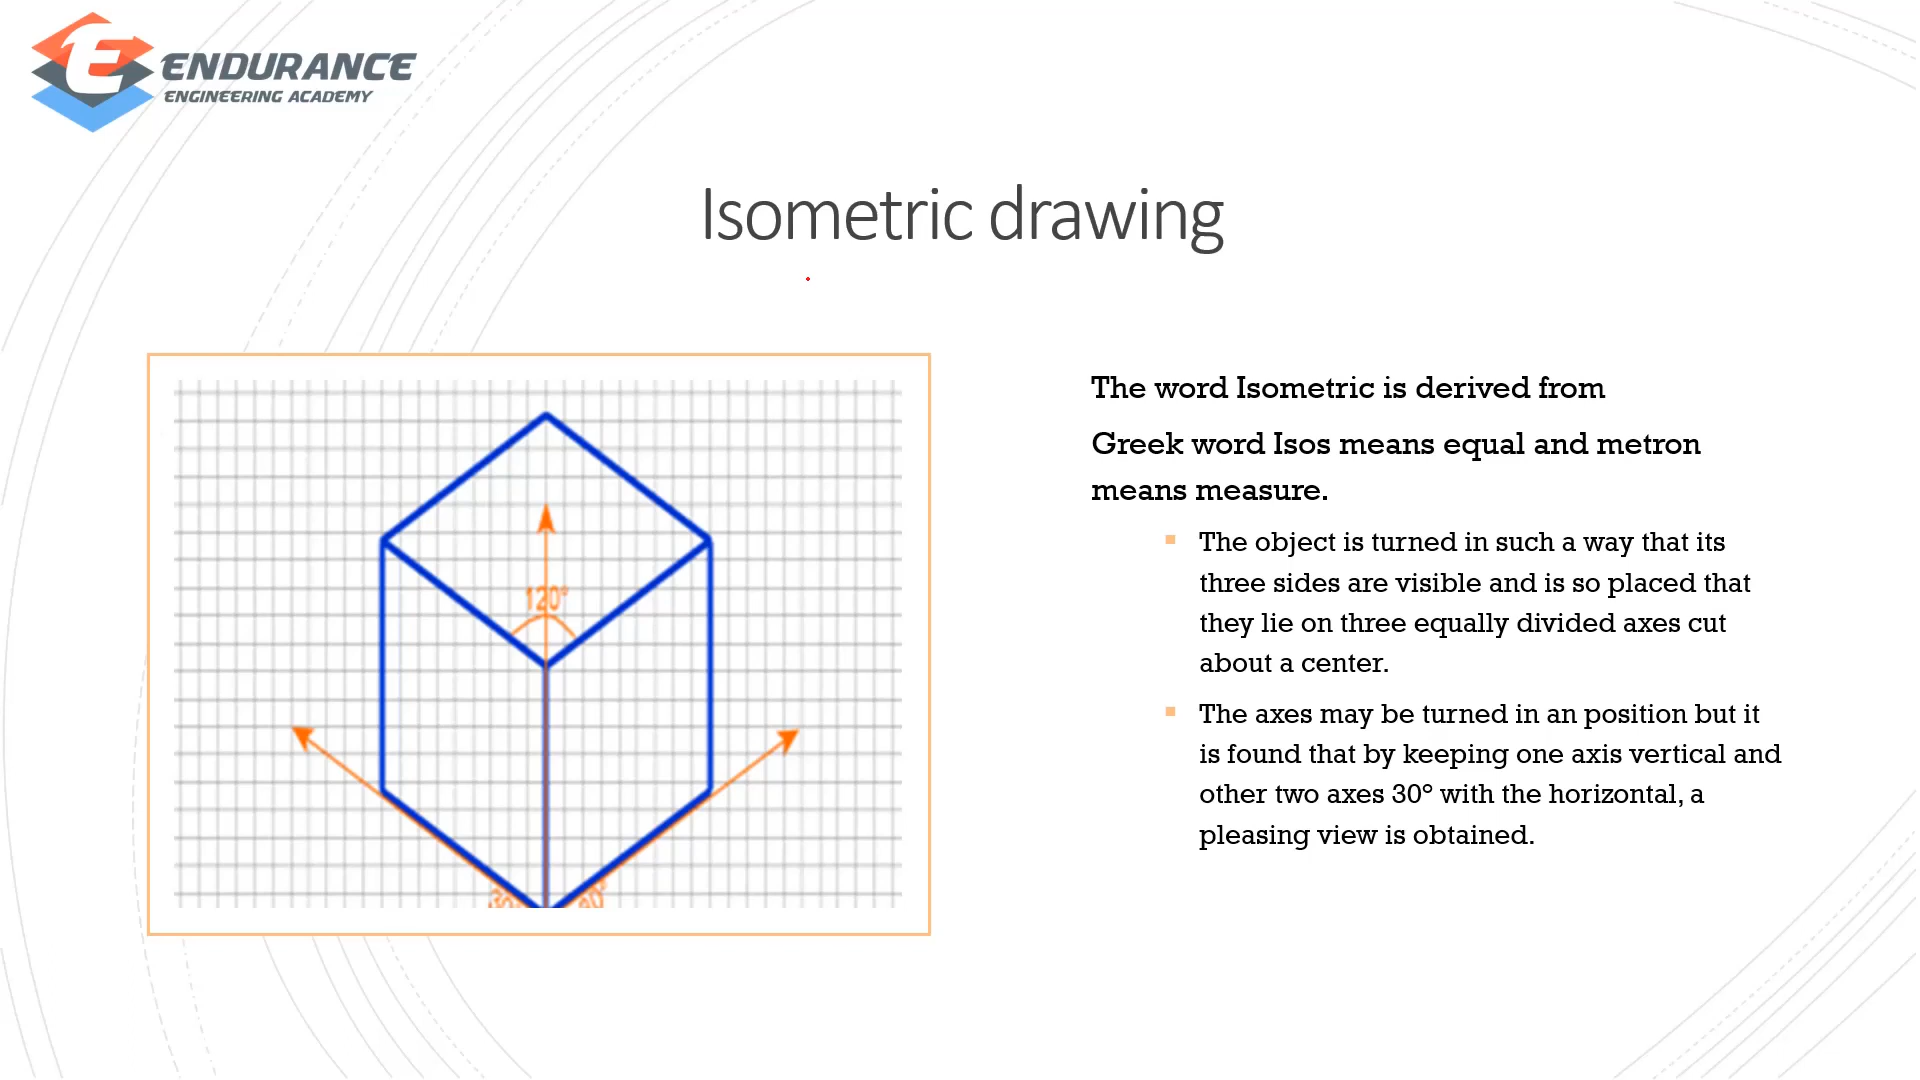 ENDURANCE
ENGINEERING ACADEMY
Isometric drawing
120°
The word Isometric is derived from
Greek word Isos means equal and metron
means measure.
The object is turned in such a way that its
three sides are visible and is so placed that
they lie on three equally divided axes cut
about a center.
The axes may be turned in an position but it
is found that by keeping one axis vertical and
other two axes 30° with the horizontal, a
pleasing view is obtained.